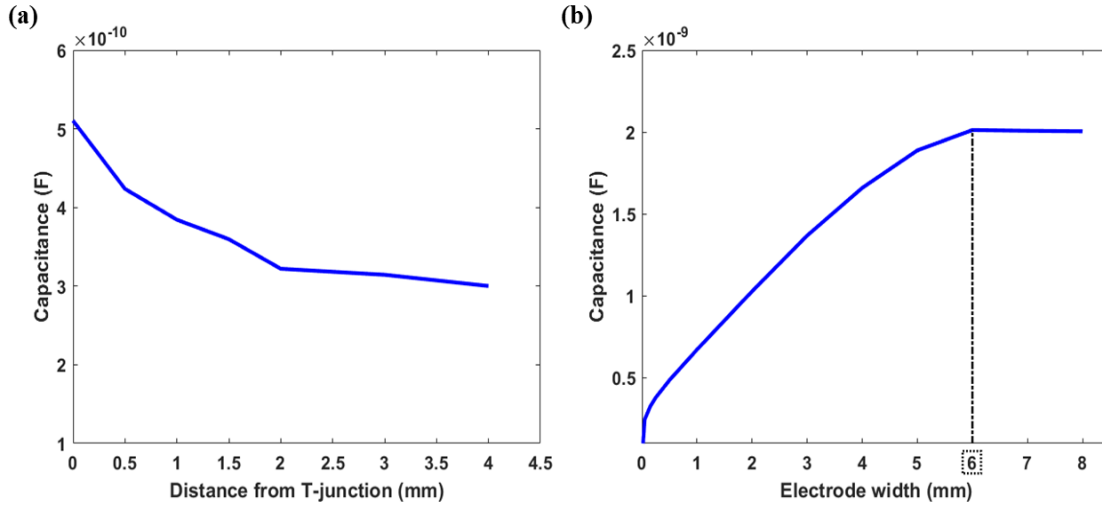 (a)
×10⁻¹⁰
6
5
4
3
2
1
0 0.5 1 1.5 2 2.5 3 3.5 4 4.5
Capacitance (F)
Distance from T-junction (mm)
(b)
×10⁻⁹
2.5
2
1.5
1
0.5
0 1 2 3 4 5 6 7 8
Capacitance (F)
Electrode width (mm)